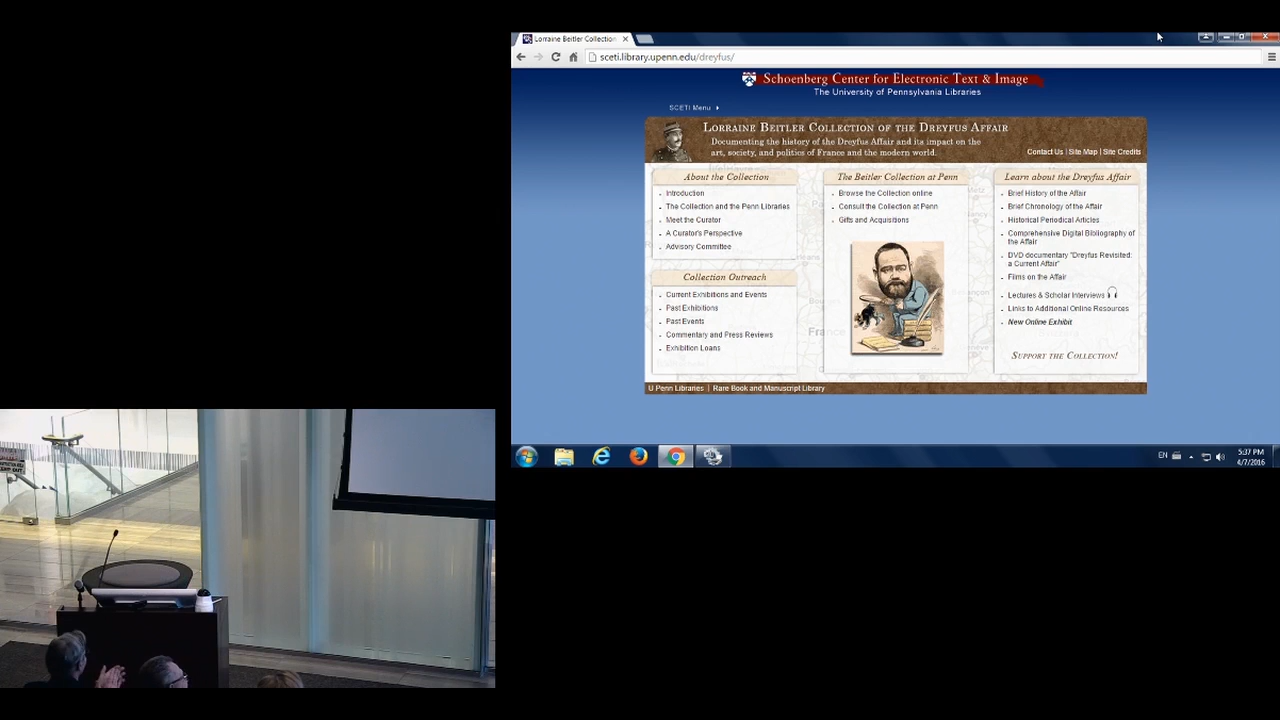 Lorraine Beitler Collection
sceti.library.upenn.edu/dreyfus/
Schoenberg Center for Electronic Text & Image
The University of Pennsylvania Libraries
SCETI Menu
Lorraine Beitler Collection of the Dreyfus Affair
Documenting the history of the Dreyfus Affair and its impact on the
art, society, and politics of France and the modern world.
Contact Us | Site Map | Site Credits
About the Collection
Introduction
The Collection and the Penn Libraries
Meet the Curator
A Curator's Perspective
Advisory Committee
Collection Outreach
Current Exhibitions and Events
Past Exhibitions
Past Events
Commentary and Press Reviews
Exhibition Loans
The Beitler Collection at Penn
Browse the Collection online
Consult the Collection at Penn
Gifts and Acquisitions
France
Learn about the Dreyfus Affair
Brief History of the Affair
Brief Chronology of the Affair
Historical Periodical Articles
Comprehensive Digital Bibliography of
the Affair
DVD documentary "Dreyfus Revisited:
a Current Affair"
Films on the Affair
Lectures & Scholar Interviews
Links to Additional Online Resources
New Online Exhibit
Support the Collection!
U Penn Libraries | Rare Book and Manuscript Library
EN
5:37 PM
4/7/2016